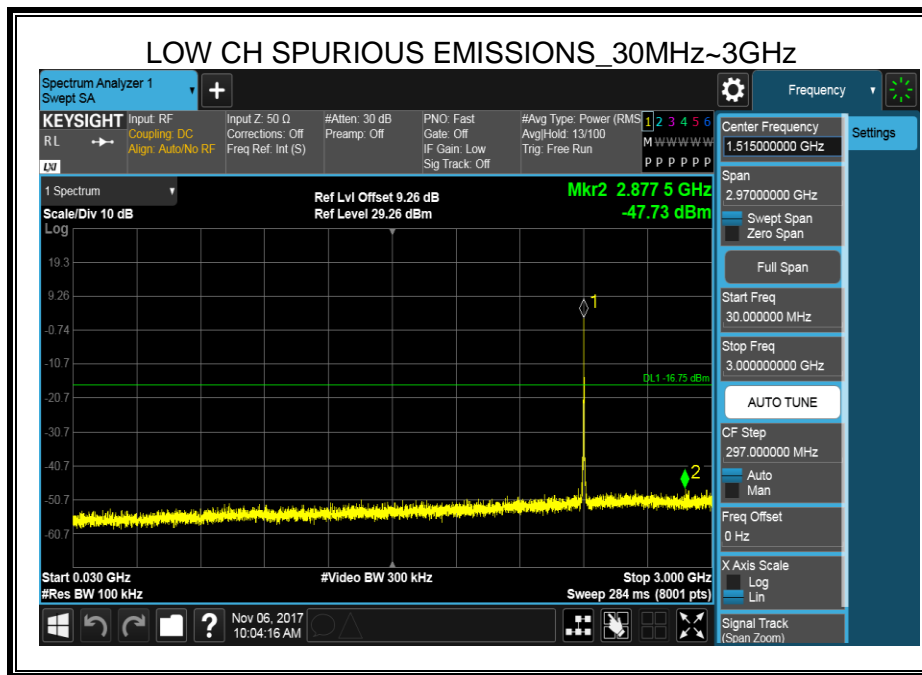 LOW CH SPURIOUS EMISSIONS_30MHz~3GHz
Spectrum Analyzer 1
Swept SA
+
Frequency
KEYSIGHT
RL
LXI
Input: RF
Coupling: DC
Align: Auto/No RF
Input Z: 50 Ω
Corrections: Off
Freq Ref: Int (S)
#Atten: 30 dB
Preamp: Off
PNO: Fast
Gate: Off
IF Gain: Low
Sig Track: Off
#Avg Type: Power (RMS
Avg|Hold: 13/100
Trig: Free Run
1 2 3 4 5 6
M W W W W W
P P P P P P
Center Frequency
1.515000000 GHz
Settings
1 Spectrum
Scale/Div 10 dB
Log
Ref Lvl Offset 9.26 dB
Ref Level 29.26 dBm
Mkr2 2.877 5 GHz
-47.73 dBm
19.3
9.26
-0.74
-10.7
-20.7
-30.7
-40.7
-50.7
-60.7
1
DL1 -16.75 dBm
2
Start 0.030 GHz
#Res BW 100 kHz
#Video BW 300 kHz
Stop 3.000 GHz
Sweep 284 ms (8001 pts)
Span
2.97000000 GHz
Swept Span
Zero Span
Full Span
Start Freq
30.000000 MHz
Stop Freq
3.000000000 GHz
AUTO TUNE
CF Step
297.000000 MHz
Auto
Man
Freq Offset
0 Hz
X Axis Scale
Log
Lin
Signal Track
(Span Zoom)
?
Nov 06, 2017
10:04:16 AM